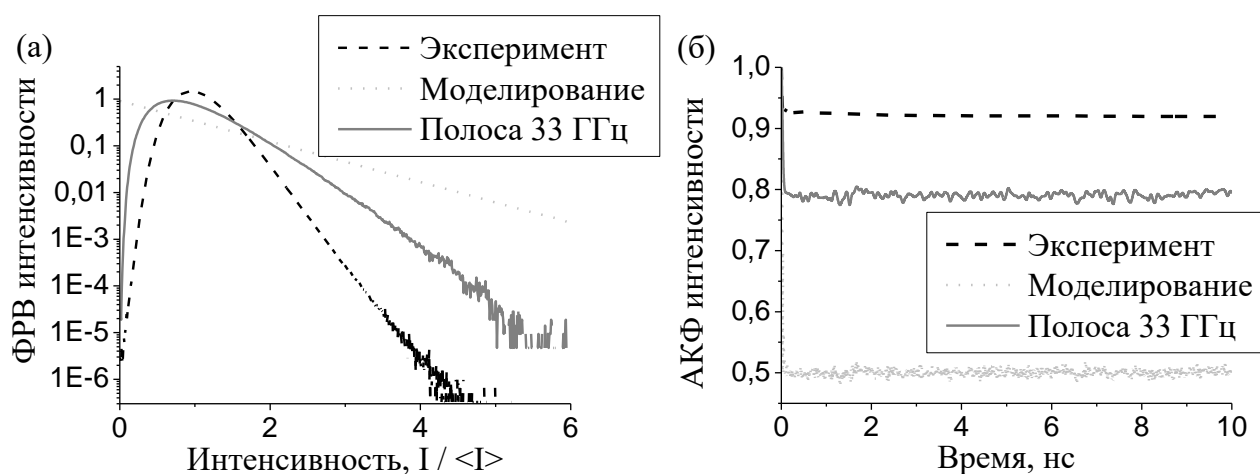 (а)
Эксперимент
Моделирование
Полоса 33 ГГц
ФРВ интенсивности
1
0,1
0,01
1E-3
1E-4
1E-5
1E-6
0
2
4
6
Интенсивность, I / <I>
(б)
АКФ интенсивности
1,0
0,9
0,8
0,7
0,6
0,5
Эксперимент
Моделирование
Полоса 33 ГГц
0
2
4
6
8
10
Время, нс